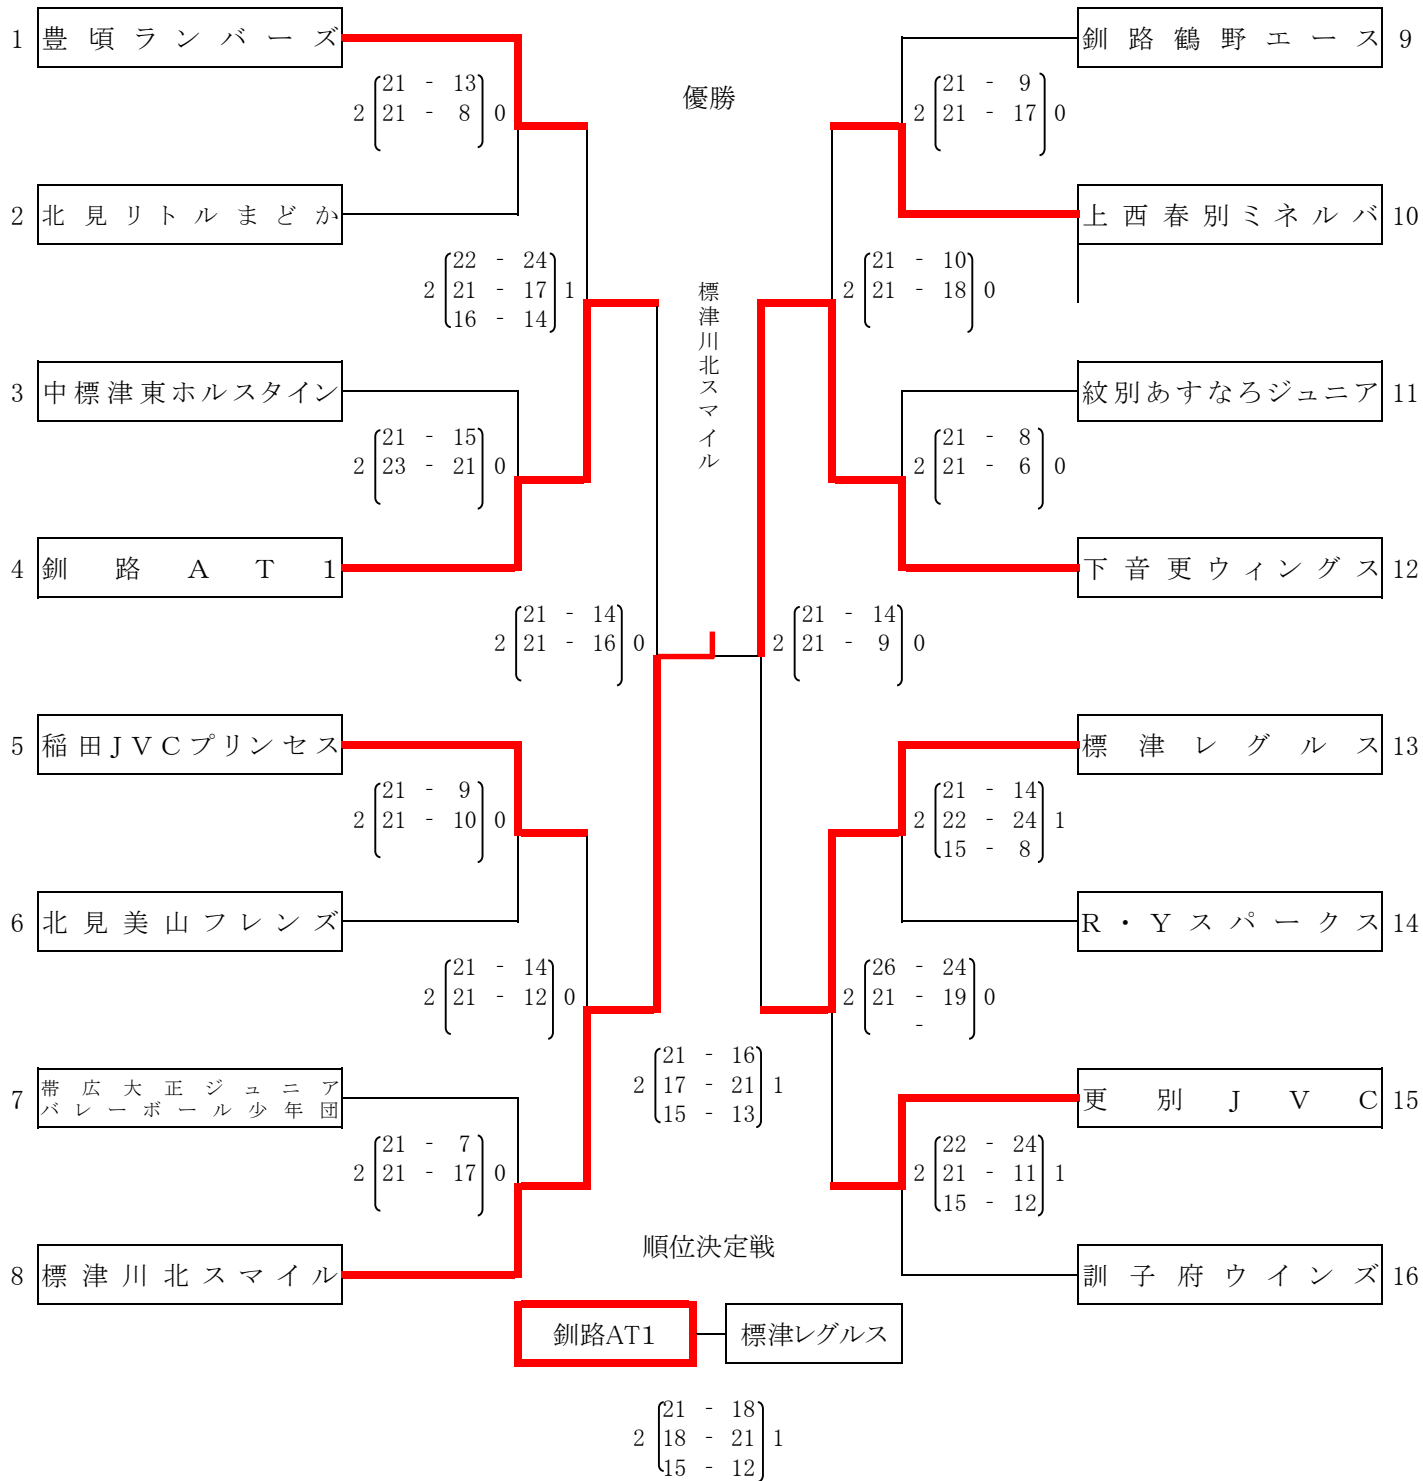 1 豊頃ランバーズ
2 21 - 13 0
21 - 8
2 北見リトルまどか
2 22 - 24 1
21 - 17
16 - 14
3 中標津東ホルスタイン
2 21 - 15 0
23 - 21
4 釧路AT1
2 21 - 14 0
21 - 16
5 稲田JVCプリンセス
2 21 - 9 0
21 - 10
6 北見美山フレンズ
2 21 - 14 0
21 - 12
7 帯広大正ジュニア
バレーボール少年団
2 21 - 7 0
21 - 17
8 標津川北スマイル
優勝
標津川北スマイル
2 21 - 16 1
17 - 21
15 - 13
釧路鶴野エース 9
2 21 - 9 0
21 - 17
上西春別ミネルバ 10
2 21 - 10 0
21 - 18
紋別あすなろジュニア 11
2 21 - 8 0
21 - 6
下音更ウィングス 12
2 21 - 14 0
21 - 9
標津レグルス 13
2 21 - 14 1
22 - 24
15 - 8
R・Yスパークス 14
2 26 - 24 0
21 - 19
-
更別JVC 15
2 22 - 24 1
21 - 11
15 - 12
訓子府ウインズ 16
順位決定戦
釧路AT1 標津レグルス
2 21 - 18 1
18 - 21
15 - 12